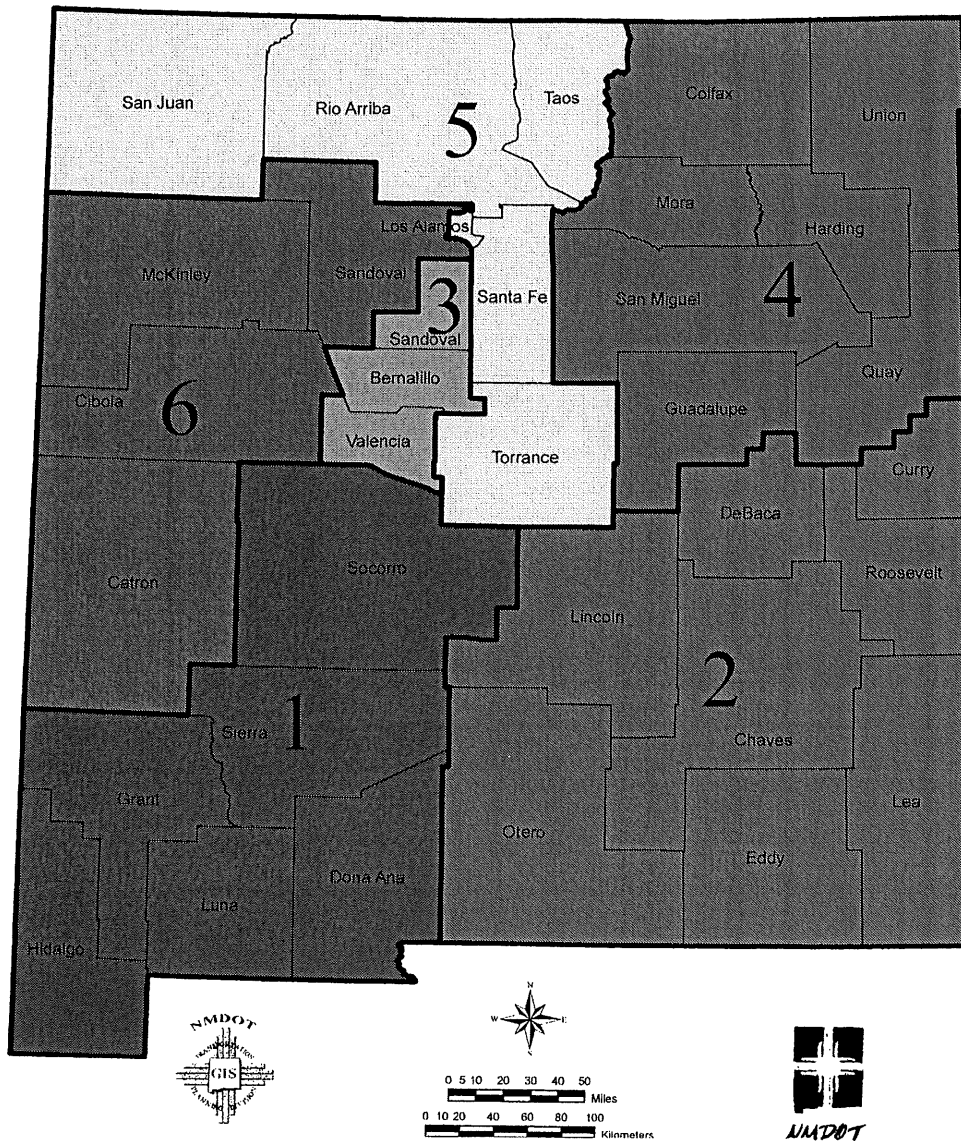 San Juan
Rio Arriba
Taos
Colfax
Union
5
Mora
Harding
Los Alamos
McKinley
Sandoval
Santa Fe
San Miguel
4
3
Sandoval
Bernalillo
Quay
Cibola
6
Guadalupe
Valencia
Torrance
Curry
DeBaca
Catron
Socorro
Roosevelt
Lincoln
2
1
Sierra
Chaves
Grant
Lea
Otero
Eddy
Dona Ana
Luna
Hidalgo
N
W E
S
NMDOT
TRANSPORTATION
GIS
PLANNING DIVISION
0 5 10 20 30 40 50
Miles
0 10 20 40 60 80 100
Kilometers
NMDOT